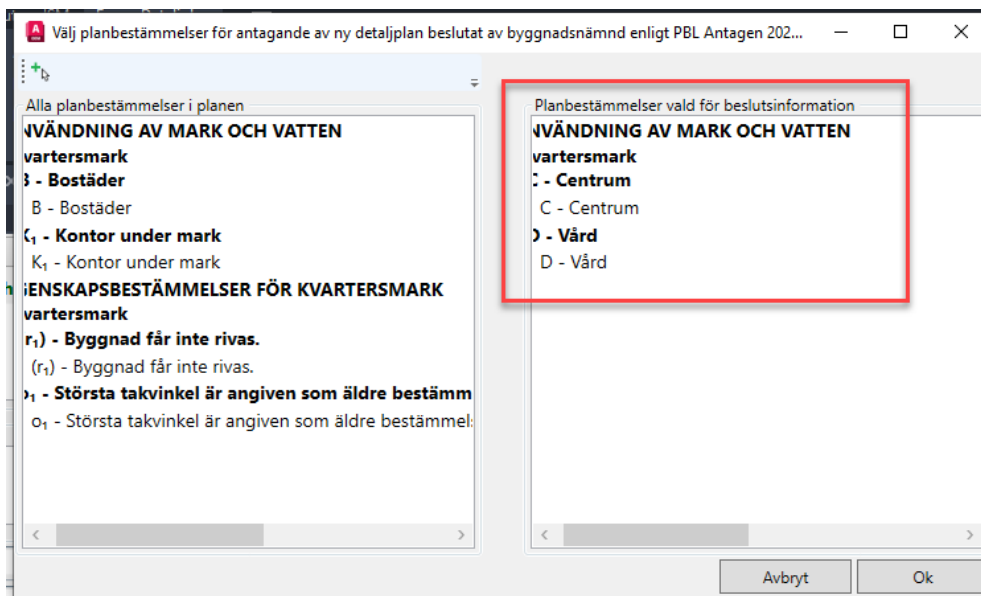 Välj planbestämmelser för antagande av ny detaljplan beslutat av byggnadsnämnd enligt PBL Antagen 202...
Alla planbestämmelser i planen
NVÄNDNING AV MARK OCH VATTEN
vartersmark
B - Bostäder
B - Bostäder
K₁ - Kontor under mark
K₁ - Kontor under mark
GENSKAPSBESTÄMMELSER FÖR KVARTERSMARK
vartersmark
r₁) - Byggnad får inte rivas.
(r₁) - Byggnad får inte rivas.
o₁ - Största takvinkel är angiven som äldre bestämm
o₁ - Största takvinkel är angiven som äldre bestämmel
Planbestämmelser vald för beslutsinformation
NVÄNDNING AV MARK OCH VATTEN
vartersmark
C - Centrum
C - Centrum
D - Vård
D - Vård
Avbryt
Ok